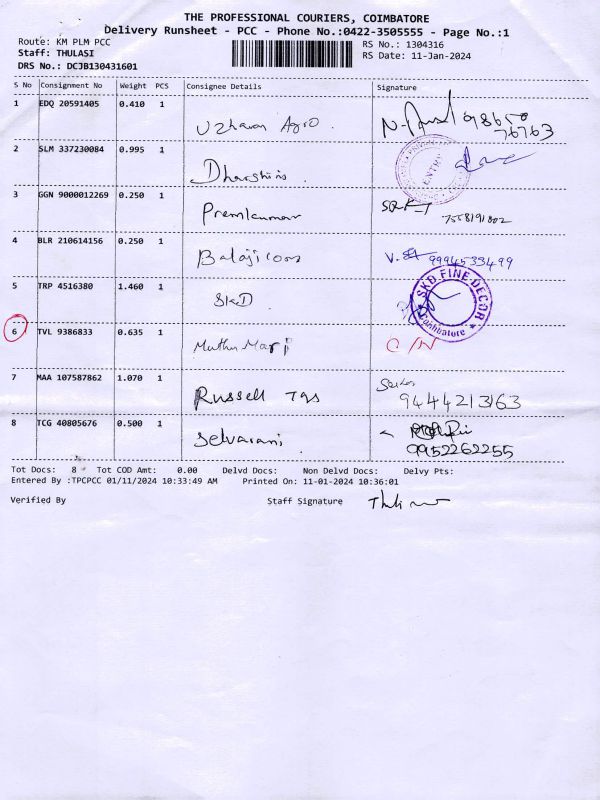 THE PROFESSIONAL COURIERS, COIMBATORE
Delivery Runsheet - PCC - Phone No.:0422-3505555 - Page No.:1
Route: KM PLM PCC
RS No.: 1304316
Staff: THULASI
RS Date: 11-Jan-2024
DRS No.: DCJB130431601
S No Consignment No Weight PCS Consignee Details Signature
1 EDQ 20591405 0.410 1
Uzhavan Agro 98650
76763
2 SLM 337230084 0.995 1
Dharshini ENTRY
3 GGN 9000012269 0.250 1
Premkumar 7558191802
4 BLR 210614156 0.250 1
Balaji cons V. 9994533499
5 TRP 4516380 1.460 1
SKD SKD FINE DECOR Coimbatore
6 TVL 9386833 0.635 1
Muthu Mari C/N
7 MAA 107587862 1.070 1
Russell Tqs 9444213163
8 TCG 40805676 0.500 1
Selvarani 9952262255
Tot Docs: 8 Tot COD Amt: 0.00 Delvd Docs: Non Delvd Docs: Delvy Pts:
Entered By :TPCPCC 01/11/2024 10:33:49 AM Printed On: 11-01-2024 10:36:01
Verified By Staff Signature